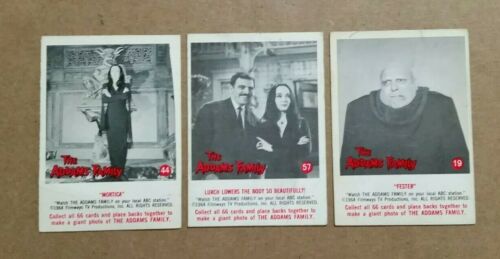 The
ADDAMS FAMILY
44
"MORTICA"
"Watch THE ADDAMS FAMILY on your local ABC station."
©1964 Filmways TV Productions, Inc. ALL RIGHTS RESERVED.
Collect all 66 cards and place backs together to
make a giant photo of THE ADDAMS FAMILY.
The
ADDAMS FAMILY
57
LURCH LOWERS THE BODY SO BEAUTIFULLY!
"Watch THE ADDAMS FAMILY on your local ABC station."
©1964 Filmways TV Productions, Inc. ALL RIGHTS RESERVED.
Collect all 66 cards and place backs together to
make a giant photo of THE ADDAMS FAMILY.
The
ADDAMS FAMILY
19
"FESTER"
"Watch THE ADDAMS FAMILY on your local ABC station."
©1964 Filmways TV Productions, Inc. ALL RIGHTS RESERVED.
Collect all 66 cards and place backs together to
make a giant photo of THE ADDAMS FAMILY.